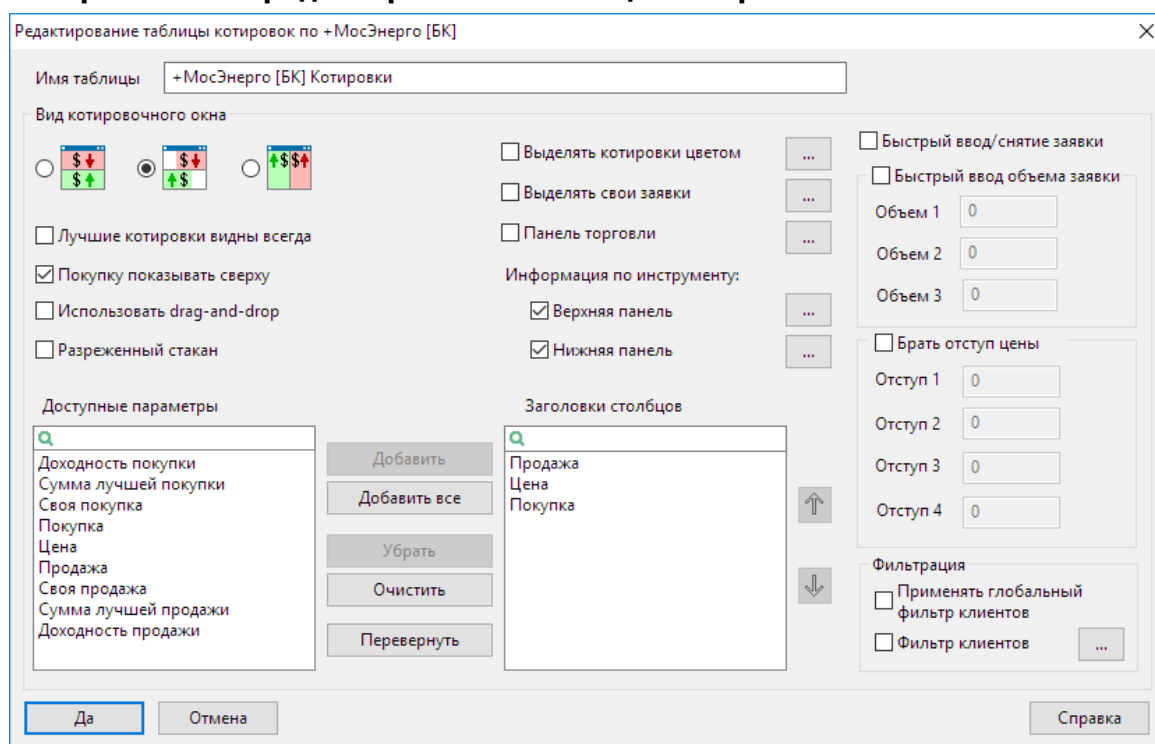 Редактирование таблицы котировок по +МосЭнерго [БК]
Имя таблицы
+МосЭнерго [БК] Котировки
Вид котировочного окна
Лучшие котировки видны всегда
Покупку показывать сверху
Использовать drag-and-drop
Разреженный стакан
Выделять котировки цветом
...
Выделять свои заявки
...
Панель торговли
...
Информация по инструменту:
Верхняя панель
...
Нижняя панель
...
Доступные параметры
Доходность покупки
Сумма лучшей покупки
Своя покупка
Покупка
Цена
Продажа
Своя продажа
Сумма лучшей продажи
Доходность продажи
Добавить
Добавить все
Убрать
Очистить
Перевернуть
Заголовки столбцов
Продажа
Цена
Покупка
Быстрый ввод/снятие заявки
Быстрый ввод объема заявки
Объем 1 0
Объем 2 0
Объем 3 0
Брать отступ цены
Отступ 1 0
Отступ 2 0
Отступ 3 0
Отступ 4 0
Фильтрация
Применять глобальный
фильтр клиентов
Фильтр клиентов ...
Да
Отмена
Справка